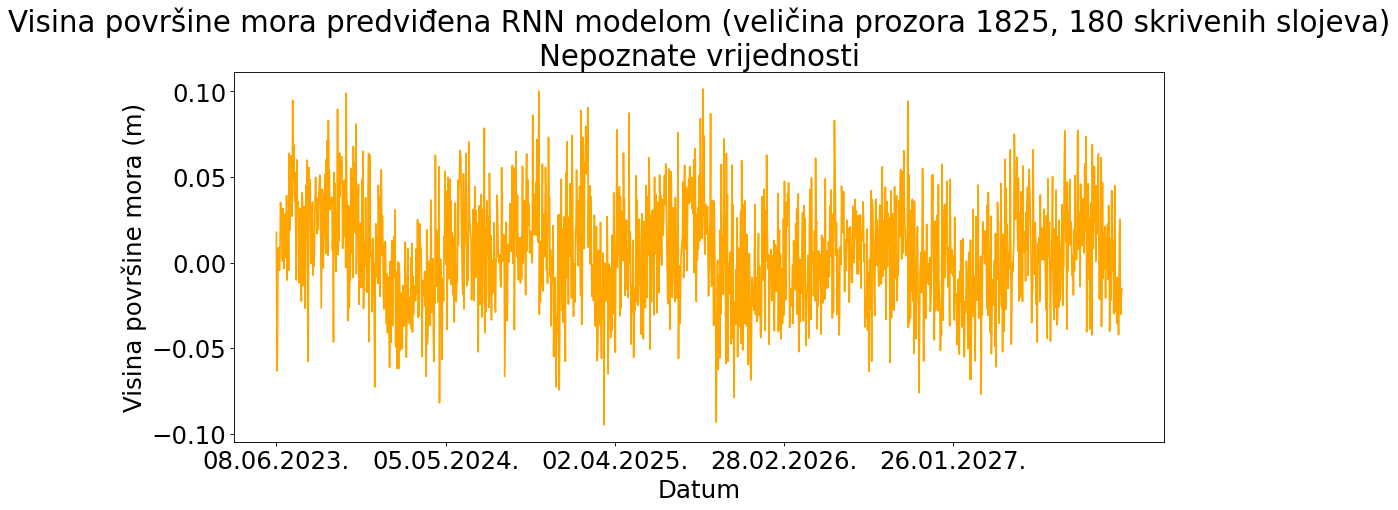 Visina površine mora predviđena RNN modelom (veličina prozora 1825, 180 skrivenih slojeva)
Nepoznate vrijednosti
Visina površine mora (m)
0.10
0.05
0.00
−0.05
−0.10
08.06.2023. 05.05.2024. 02.04.2025. 28.02.2026. 26.01.2027.
Datum